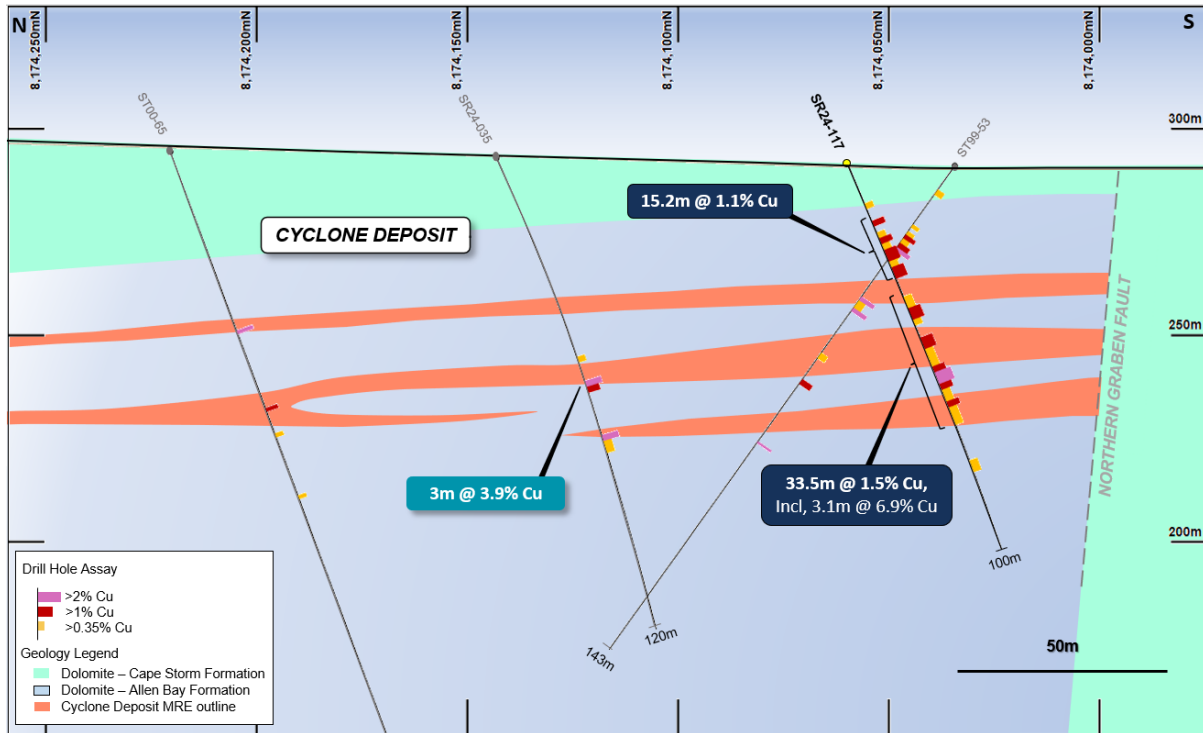 N
S
8,174,250mN
8,174,200mN
8,174,150mN
8,174,100mN
8,174,050mN
8,174,000mN
ST00-65
SR24-035
SR24-117
ST99-53
300m
15.2m @ 1.1% Cu
CYCLONE DEPOSIT
250m
NORTHERN GRABEN FAULT
3m @ 3.9% Cu
33.5m @ 1.5% Cu,
Incl, 3.1m @ 6.9% Cu
200m
100m
120m
143m
50m
Drill Hole Assay
>2% Cu
>1% Cu
>0.35% Cu
Geology Legend
Dolomite – Cape Storm Formation
Dolomite – Allen Bay Formation
Cyclone Deposit MRE outline